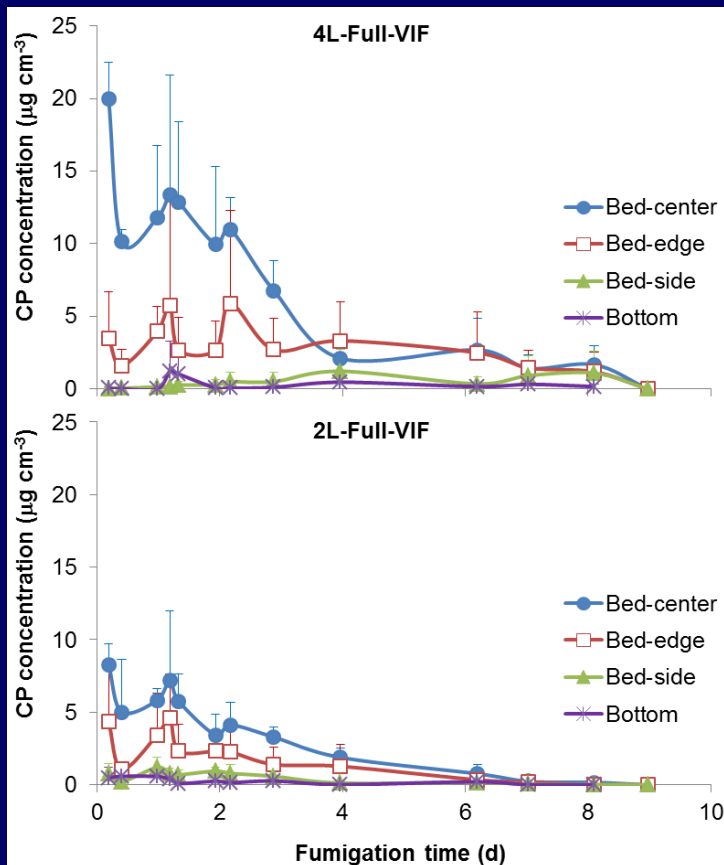 4L-Full-VIF
CP concentration (µg cm-3)
25
20
15
10
5
0
Bed-center
Bed-edge
Bed-side
Bottom
2L-Full-VIF
CP concentration (µg cm-3)
25
20
15
10
5
0
Bed-center
Bed-edge
Bed-side
Bottom
0 2 4 6 8 10
Fumigation time (d)